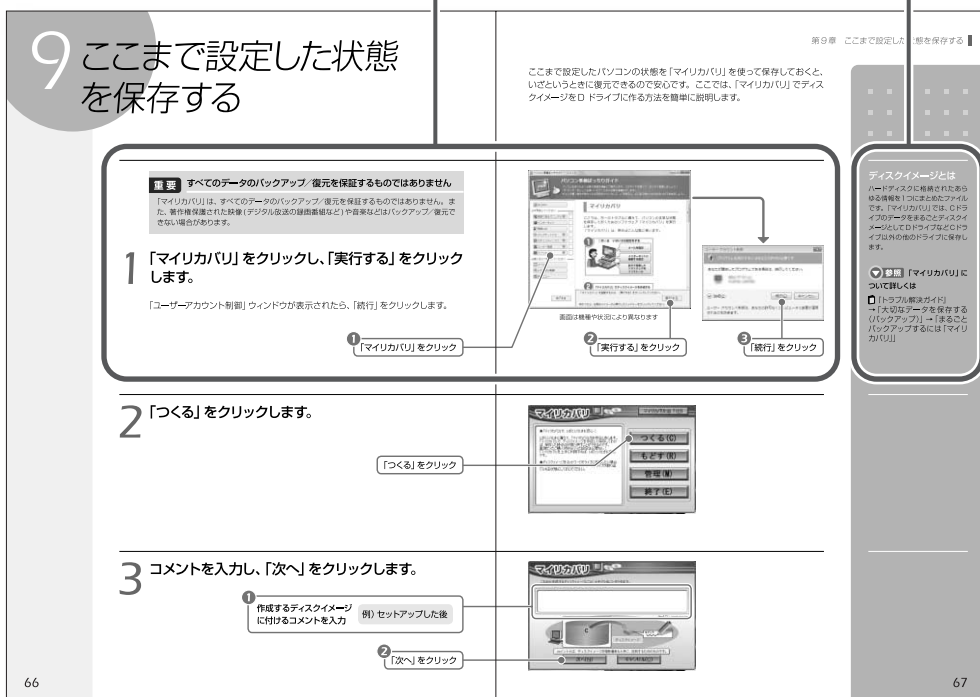 9 ここまで設定した状態
を保存する
第9章 ここまで設定した状態を保存する
ここまで設定したパソコンの状態を「マイリカバリ」を使って保存しておくと、
いざというときに復元できるので安心です。ここでは、「マイリカバリ」でディス
クイメージをD ドライブに作る方法を簡単に説明します。
重要 すべてのデータのバックアップ／復元を保証するものではありません
「マイリカバリ」は、すべてのデータのバックアップ／復元を保証するものではありません。ま
た、著作権保護された映像(デジタル放送の録画番組など)や音楽などはバックアップ／復元で
きない場合があります。
1 「マイリカバリ」をクリックし、「実行する」をクリック
します。
「ユーザーアカウント制御」ウィンドウが表示されたら、「続行」をクリックします。
マイリカバリ
画面は機種や状況により異なります
❶「マイリカバリ」をクリック
❷「実行する」をクリック
❸「続行」をクリック
ディスクイメージとは
ハードディスクに格納されたあら
ゆる情報を1つにまとめたファイル
です。「マイリカバリ」では、Cドラ
イブのデータをまるごとディスクイ
メージとしてDドライブなどCドラ
イブ以外の他のドライブに保存し
ます。
参照 「マイリカバリ」に
ついて詳しくは
『トラブル解決ガイド』
→「大切なデータを保存する
（バックアップ）」→「まるごと
バックアップするには「マイリ
カバリ」」
2 「つくる」をクリックします。
「つくる」をクリック
マイリカバリ
つくる(C)
もどす(R)
管理(M)
終了(E)
3 コメントを入力し、「次へ」をクリックします。
❶
作成するディスクイメージ
に付けるコメントを入力
例）セットアップした後
❷「次へ」をクリック
マイリカバリ
66
67